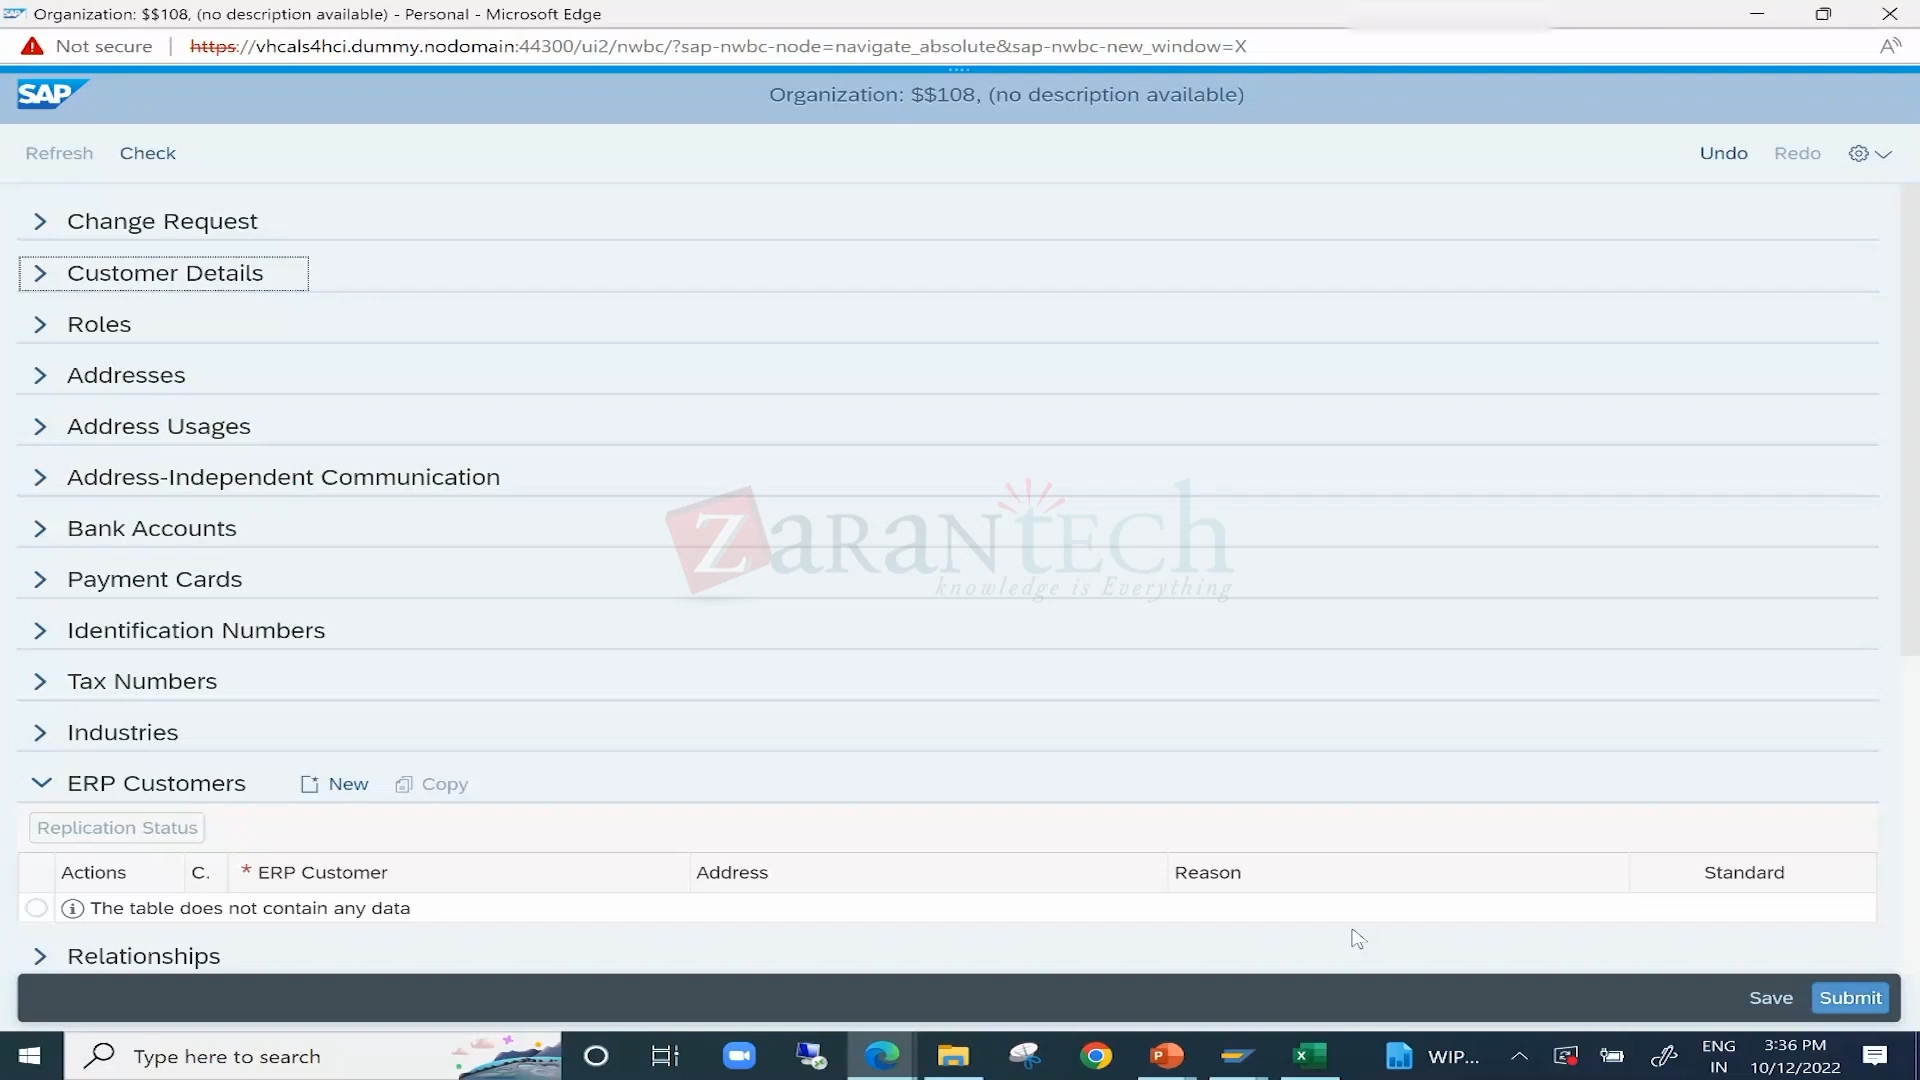 Organization: $$108, (no description available) - Personal - Microsoft Edge
Not secure | https://vhcals4hci.dummy.nodomain:44300/ui2/nwbc/?sap-nwbc-node=navigate_absolute&sap-nwbc-new_window=X
SAP
Organization: $$108, (no description available)
Refresh Check Undo Redo
Change Request
Customer Details
Roles
Addresses
Address Usages
Address-Independent Communication
Bank Accounts
Payment Cards
Identification Numbers
Tax Numbers
Industries
ZaranTech
knowledge is Everything
ERP Customers New Copy
Replication Status
Actions C. * ERP Customer Address Reason Standard
The table does not contain any data
Relationships
Save Submit
Type here to search
WIP...
ENG
IN
3:36 PM
10/12/2022